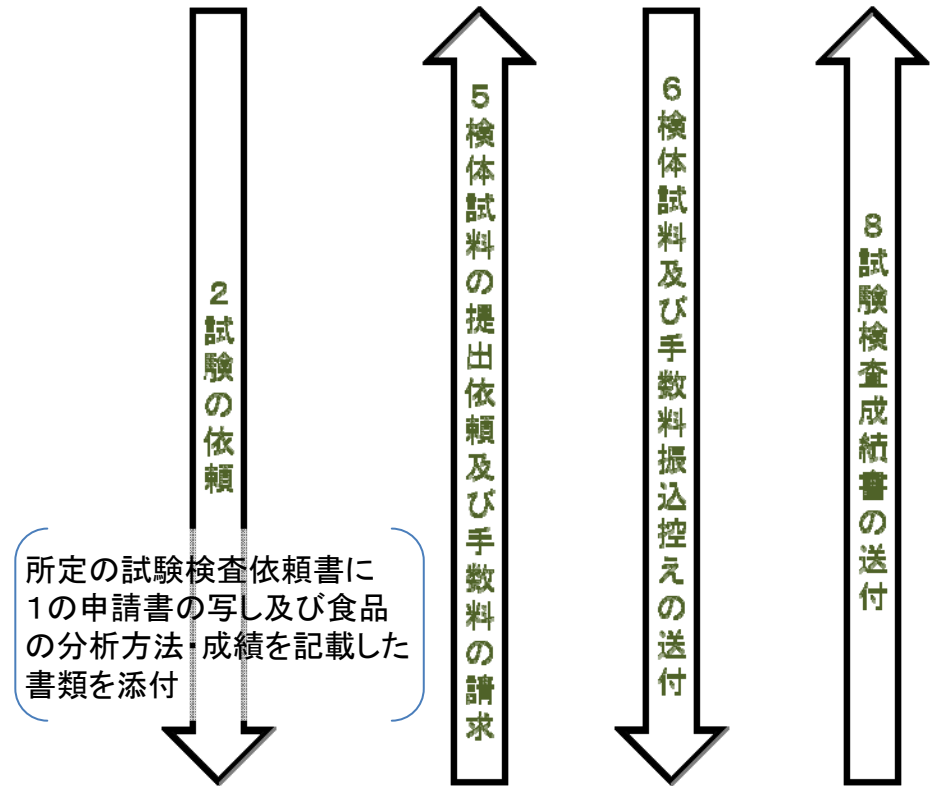 2試験の依頼
所定の試験検査依頼書に
１の申請書の写し及び食品
の分析方法・成績を記載した
書類を添付
5検体試料の提出依頼及び手数料の請求
6検体試料及び手数料振込控えの送付
8試験検査成績書の送付